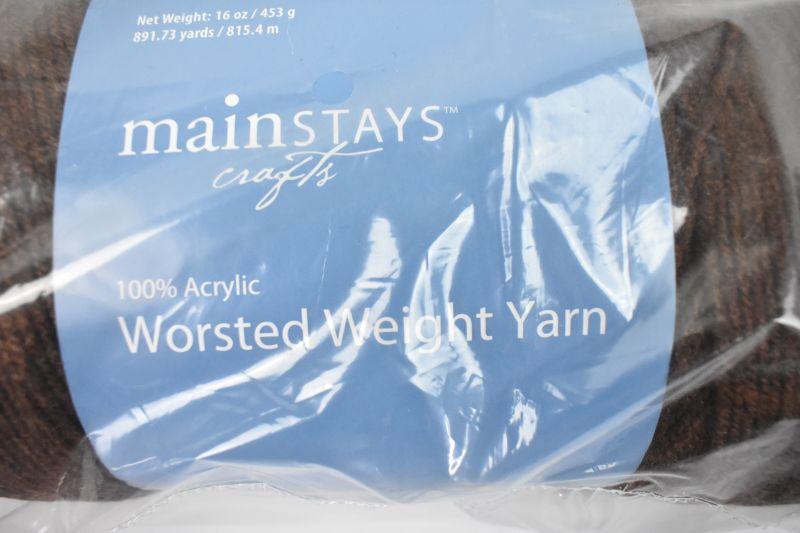 Net Weight: 16 oz / 453 g
891.73 yards / 815.4 m
mainSTAYS™
crafts
100% Acrylic
Worsted Weight Yarn